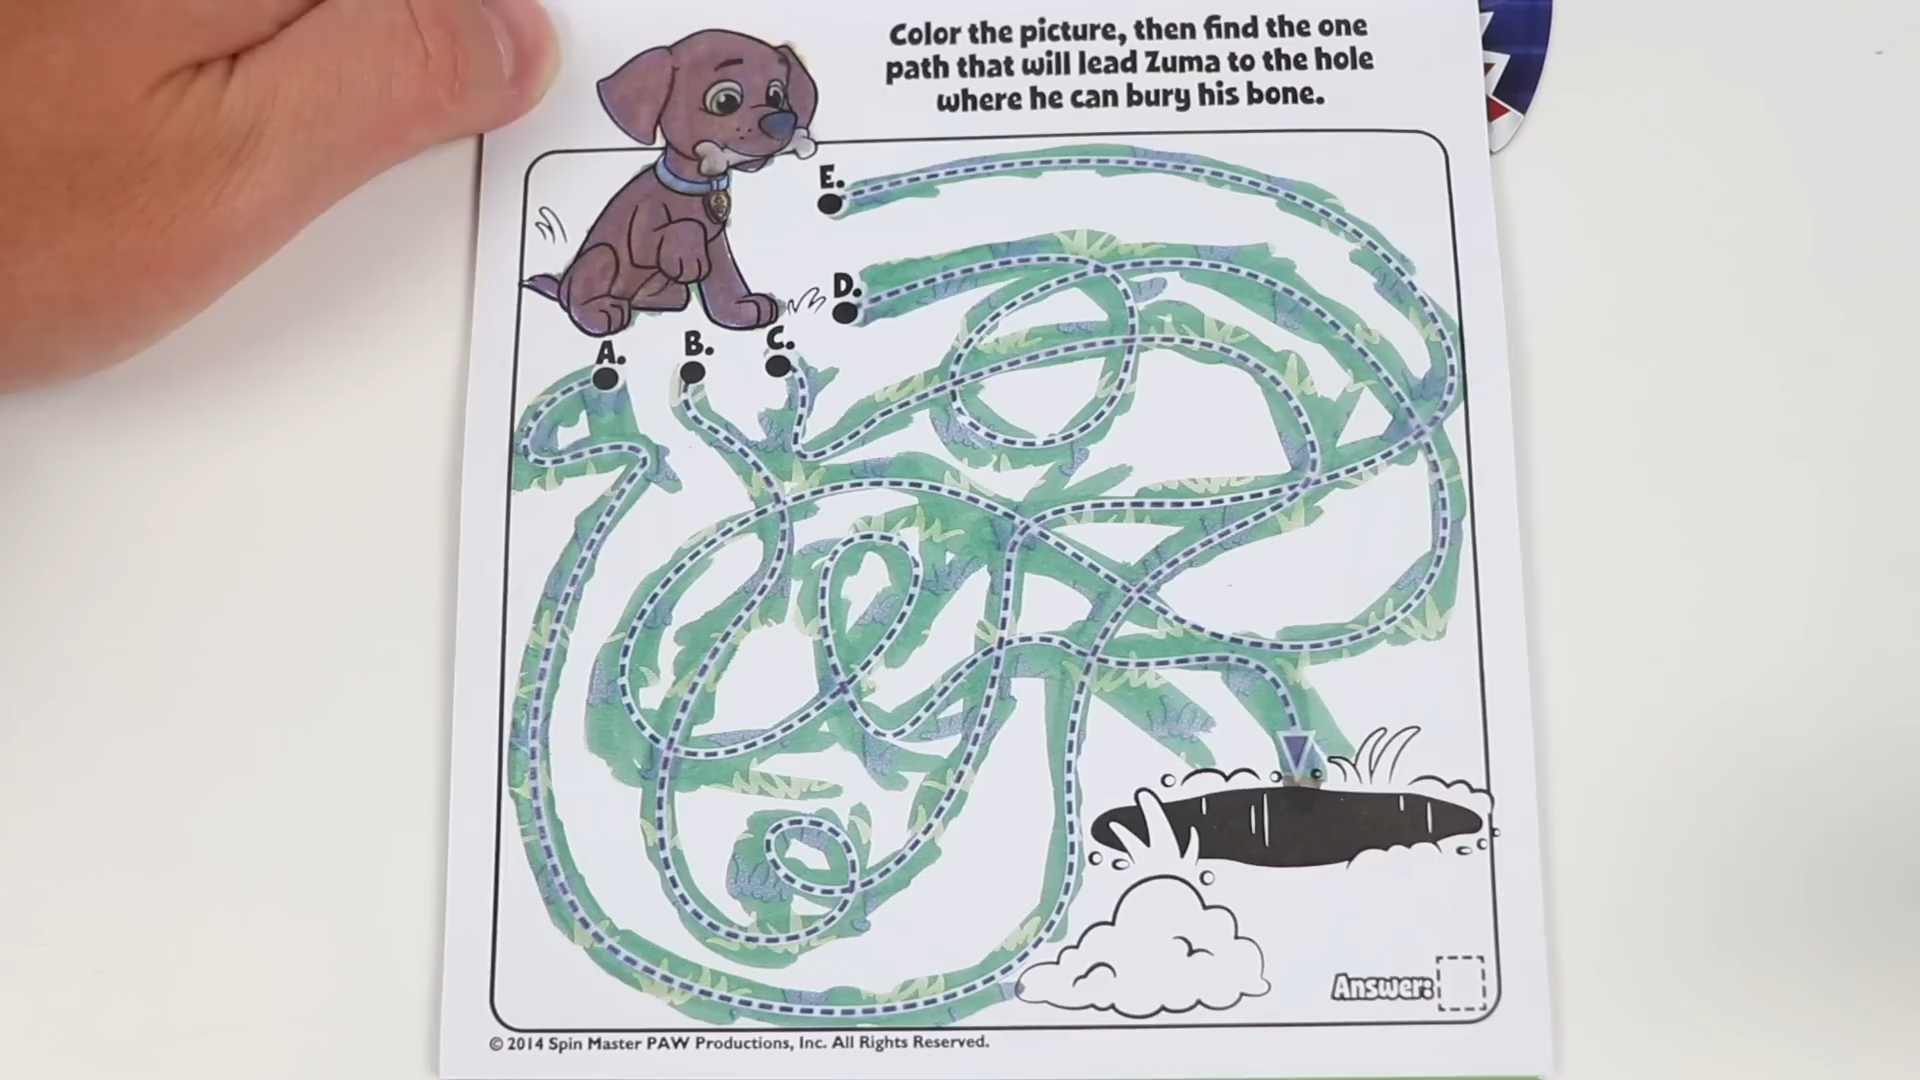 Color the picture, then find the one
path that will lead Zuma to the hole
where he can bury his bone.
E.
D.
A. B. C.
Answer:
© 2014 Spin Master PAW Productions, Inc. All Rights Reserved.